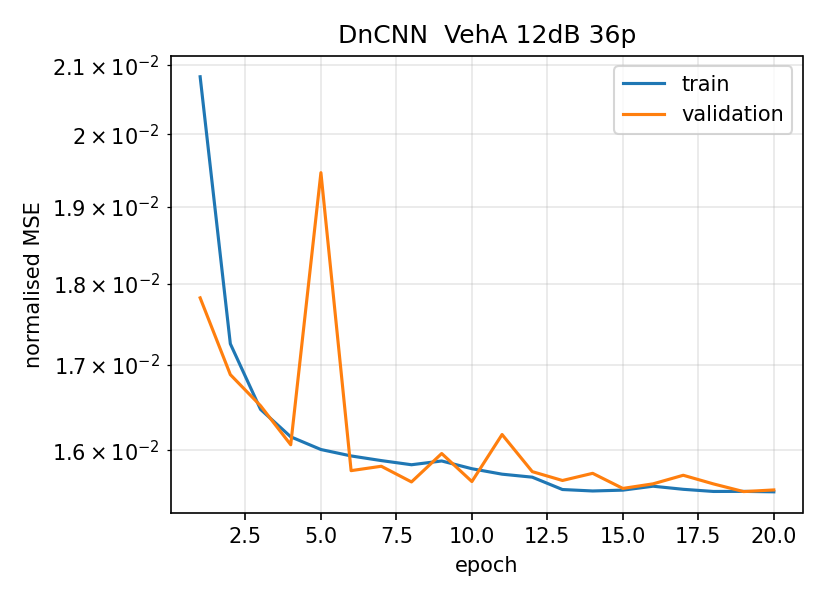 DnCNN  VehA 12dB 36p
2.1 × 10⁻²
2 × 10⁻²
1.9 × 10⁻²
1.8 × 10⁻²
1.7 × 10⁻²
1.6 × 10⁻²
normalised MSE
train
validation
2.5 5.0 7.5 10.0 12.5 15.0 17.5 20.0
epoch